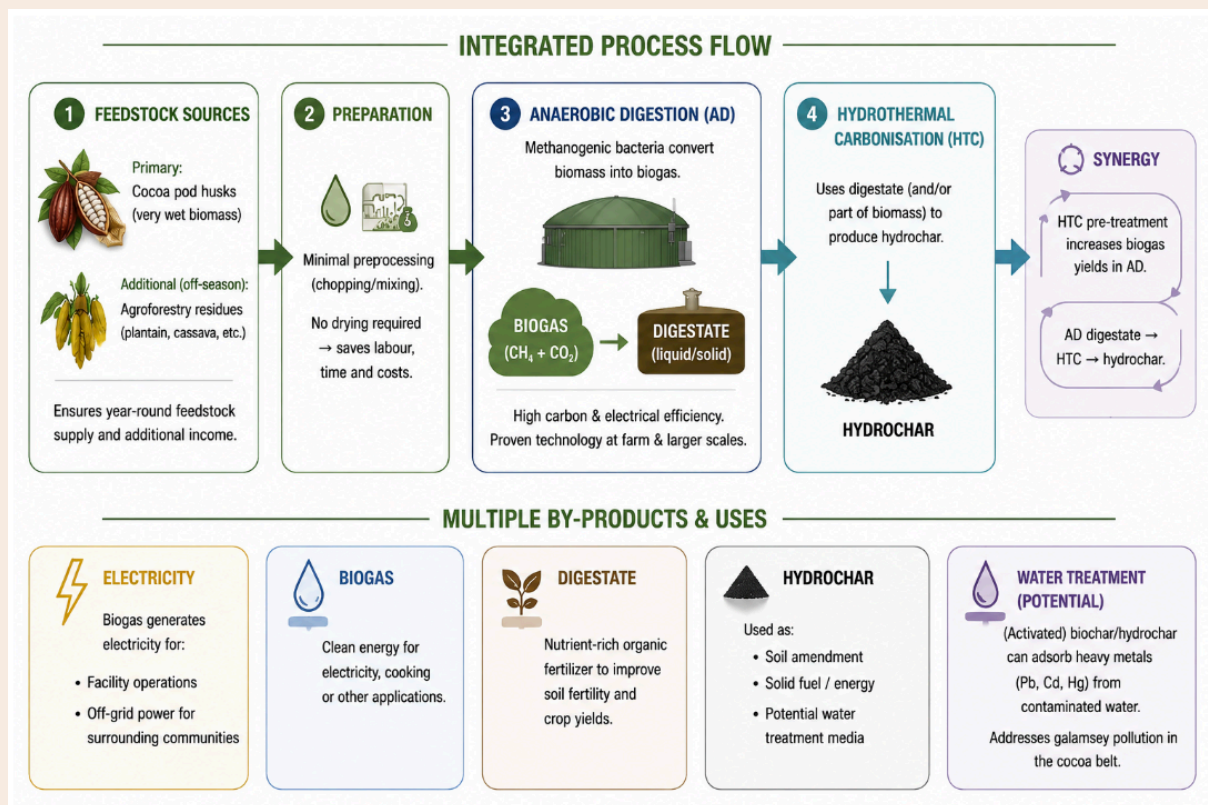 INTEGRATED PROCESS FLOW
1 FEEDSTOCK SOURCES
Primary:
Cocoa pod husks
(very wet biomass)
Additional (off-season):
Agroforestry residues
(plantain, cassava, etc.)
Ensures year-round feedstock
supply and additional income.
2 PREPARATION
Minimal preprocessing
(chopping/mixing).
No drying required
→ saves labour,
time and costs.
3 ANAEROBIC DIGESTION (AD)
Methanogenic bacteria convert
biomass into biogas.
BIOGAS
(CH₄ + CO₂)
DIGESTATE
(liquid/solid)
High carbon & electrical efficiency.
Proven technology at farm & larger scales.
4 HYDROTHERMAL
CARBONISATION (HTC)
Uses digestate (and/or
part of biomass) to
produce hydrochar.
HYDROCHAR
SYNERGY
HTC pre-treatment
increases biogas
yields in AD.
AD digestate →
HTC → hydrochar.
MULTIPLE BY-PRODUCTS & USES
ELECTRICITY
Biogas generates
electricity for:
• Facility operations
• Off-grid power for
surrounding communities
BIOGAS
Clean energy for
electricity, cooking
or other applications.
DIGESTATE
Nutrient-rich organic
fertilizer to improve
soil fertility and
crop yields.
HYDROCHAR
Used as:
• Soil amendment
• Solid fuel / energy
• Potential water
treatment media
WATER TREATMENT
(POTENTIAL)
(Activated) biochar/hydrochar
can adsorb heavy metals
(Pb, Cd, Hg) from
contaminated water.
Addresses galamsey pollution in
the cocoa belt.